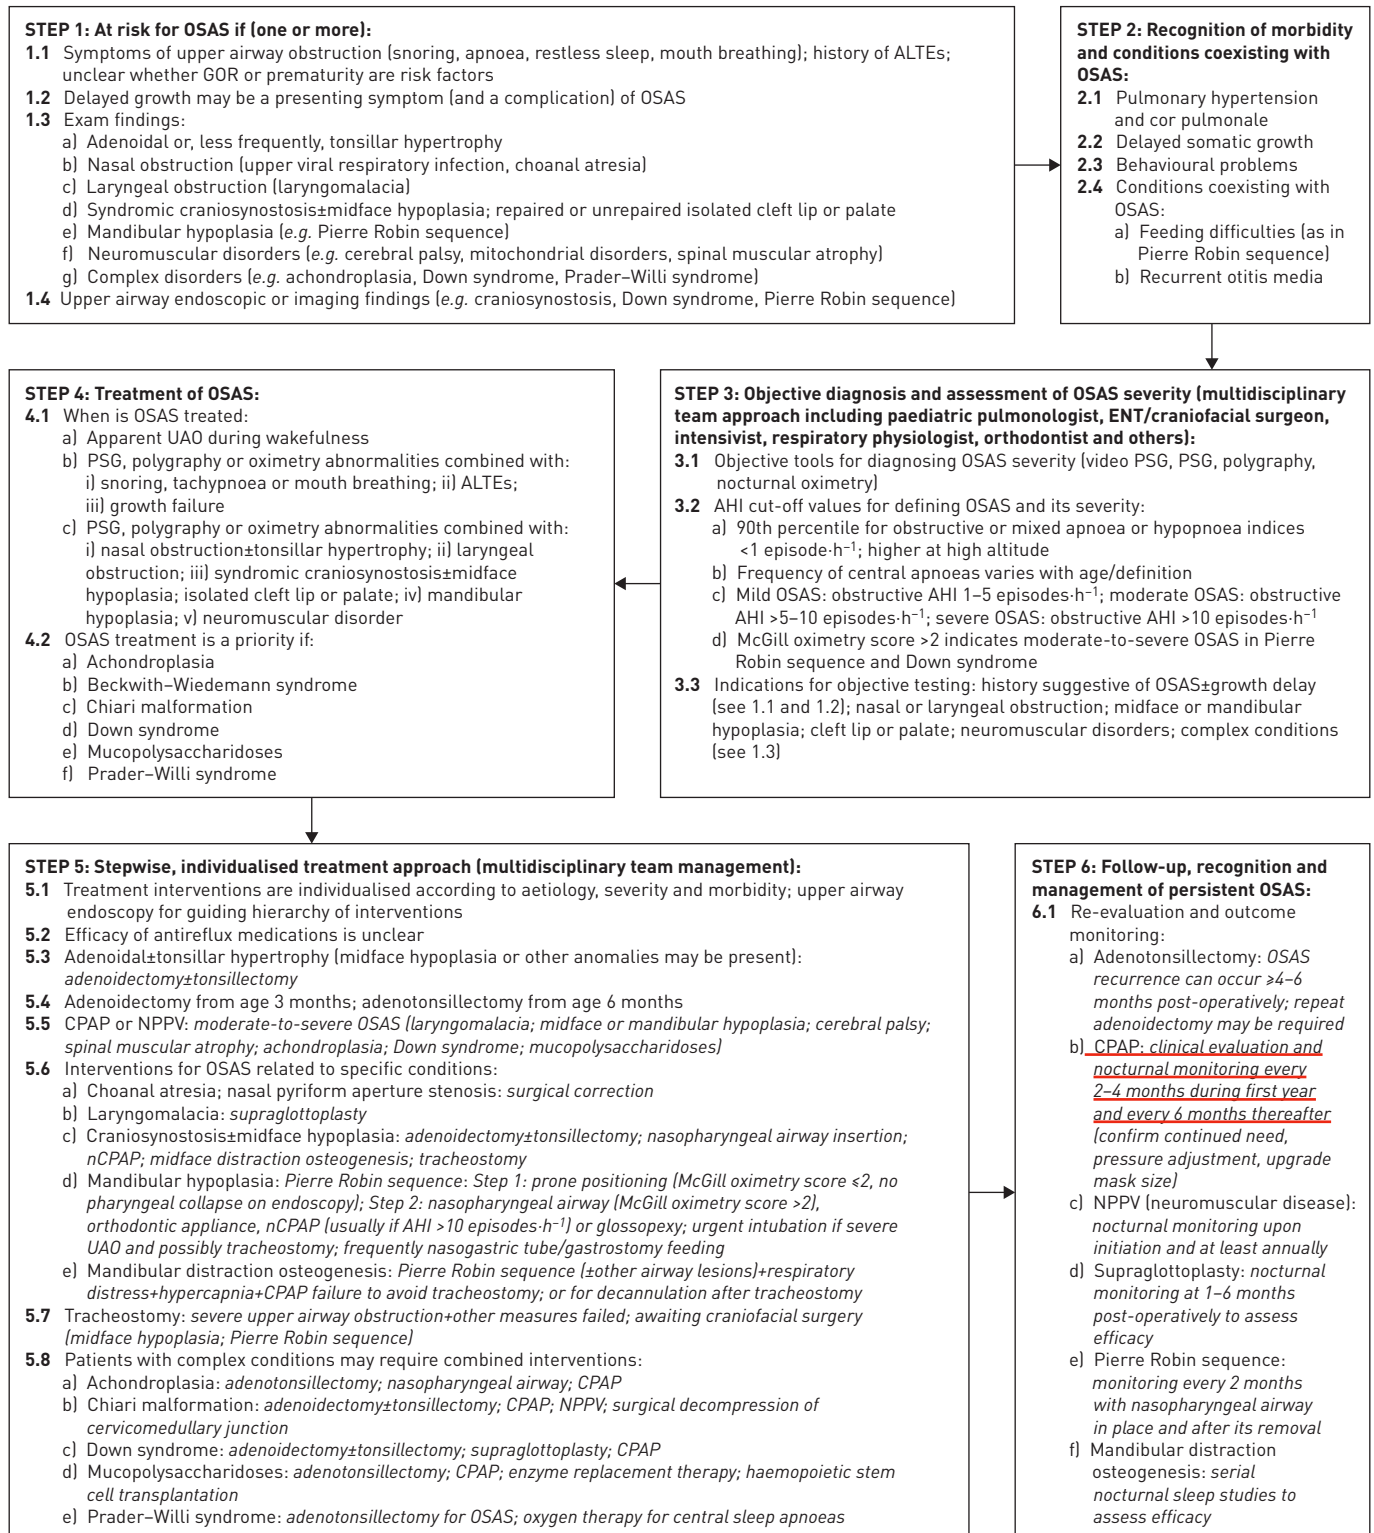 STEP 1: At risk for OSAS if (one or more):
1.1 Symptoms of upper airway obstruction (snoring, apnoea, restless sleep, mouth breathing); history of ALTEs;
unclear whether GOR or prematurity are risk factors
1.2 Delayed growth may be a presenting symptom (and a complication) of OSAS
1.3 Exam findings:
a) Adenoidal or, less frequently, tonsillar hypertrophy
b) Nasal obstruction (upper viral respiratory infection, choanal atresia)
c) Laryngeal obstruction (laryngomalacia)
d) Syndromic craniosynostosis±midface hypoplasia; repaired or unrepaired isolated cleft lip or palate
e) Mandibular hypoplasia (e.g. Pierre Robin sequence)
f) Neuromuscular disorders (e.g. cerebral palsy, mitochondrial disorders, spinal muscular atrophy)
g) Complex disorders (e.g. achondroplasia, Down syndrome, Prader–Willi syndrome)
1.4 Upper airway endoscopic or imaging findings (e.g. craniosynostosis, Down syndrome, Pierre Robin sequence)
STEP 2: Recognition of morbidity
and conditions coexisting with
OSAS:
2.1 Pulmonary hypertension
and cor pulmonale
2.2 Delayed somatic growth
2.3 Behavioural problems
2.4 Conditions coexisting with
OSAS:
a) Feeding difficulties (as in
Pierre Robin sequence)
b) Recurrent otitis media
STEP 3: Objective diagnosis and assessment of OSAS severity (multidisciplinary
team approach including paediatric pulmonologist, ENT/craniofacial surgeon,
intensivist, respiratory physiologist, orthodontist and others):
3.1 Objective tools for diagnosing OSAS severity (video PSG, PSG, polygraphy,
nocturnal oximetry)
3.2 AHI cut-off values for defining OSAS and its severity:
a) 90th percentile for obstructive or mixed apnoea or hypopnoea indices
<1 episode·h⁻¹; higher at high altitude
b) Frequency of central apnoeas varies with age/definition
c) Mild OSAS: obstructive AHI 1–5 episodes·h⁻¹; moderate OSAS: obstructive
AHI >5–10 episodes·h⁻¹; severe OSAS: obstructive AHI >10 episodes·h⁻¹
d) McGill oximetry score >2 indicates moderate-to-severe OSAS in Pierre
Robin sequence and Down syndrome
3.3 Indications for objective testing: history suggestive of OSAS±growth delay
(see 1.1 and 1.2); nasal or laryngeal obstruction; midface or mandibular
hypoplasia; cleft lip or palate; neuromuscular disorders; complex conditions
(see 1.3)
STEP 4: Treatment of OSAS:
4.1 When is OSAS treated:
a) Apparent UAO during wakefulness
b) PSG, polygraphy or oximetry abnormalities combined with:
i) snoring, tachypnoea or mouth breathing; ii) ALTEs;
iii) growth failure
c) PSG, polygraphy or oximetry abnormalities combined with:
i) nasal obstruction±tonsillar hypertrophy; ii) laryngeal
obstruction; iii) syndromic craniosynostosis±midface
hypoplasia; isolated cleft lip or palate; iv) mandibular
hypoplasia; v) neuromuscular disorder
4.2 OSAS treatment is a priority if:
a) Achondroplasia
b) Beckwith–Wiedemann syndrome
c) Chiari malformation
d) Down syndrome
e) Mucopolysaccharidoses
f) Prader–Willi syndrome
STEP 5: Stepwise, individualised treatment approach (multidisciplinary team management):
5.1 Treatment interventions are individualised according to aetiology, severity and morbidity; upper airway
endoscopy for guiding hierarchy of interventions
5.2 Efficacy of antireflux medications is unclear
5.3 Adenoidal±tonsillar hypertrophy (midface hypoplasia or other anomalies may be present):
adenoidectomy±tonsillectomy
5.4 Adenoidectomy from age 3 months; adenotonsillectomy from age 6 months
5.5 CPAP or NPPV: moderate-to-severe OSAS (laryngomalacia; midface or mandibular hypoplasia; cerebral palsy;
spinal muscular atrophy; achondroplasia; Down syndrome; mucopolysaccharidoses)
5.6 Interventions for OSAS related to specific conditions:
a) Choanal atresia; nasal pyriform aperture stenosis: surgical correction
b) Laryngomalacia: supraglottoplasty
c) Craniosynostosis±midface hypoplasia: adenoidectomy±tonsillectomy; nasopharyngeal airway insertion;
nCPAP; midface distraction osteogenesis; tracheostomy
d) Mandibular hypoplasia: Pierre Robin sequence: Step 1: prone positioning (McGill oximetry score ≤2, no
pharyngeal collapse on endoscopy); Step 2: nasopharyngeal airway (McGill oximetry score >2),
orthodontic appliance, nCPAP (usually if AHI >10 episodes·h⁻¹) or glossopexy; urgent intubation if severe
UAO and possibly tracheostomy; frequently nasogastric tube/gastrostomy feeding
e) Mandibular distraction osteogenesis: Pierre Robin sequence (±other airway lesions)+respiratory
distress+hypercapnia+CPAP failure to avoid tracheostomy; or for decannulation after tracheostomy
5.7 Tracheostomy: severe upper airway obstruction+other measures failed; awaiting craniofacial surgery
(midface hypoplasia; Pierre Robin sequence)
5.8 Patients with complex conditions may require combined interventions:
a) Achondroplasia: adenotonsillectomy; nasopharyngeal airway; CPAP
b) Chiari malformation: adenoidectomy±tonsillectomy; CPAP; NPPV; surgical decompression of
cervicomedullary junction
c) Down syndrome: adenoidectomy±tonsillectomy; supraglottoplasty; CPAP
d) Mucopolysaccharidoses: adenotonsillectomy; CPAP; enzyme replacement therapy; haemopoietic stem
cell transplantation
e) Prader–Willi syndrome: adenotonsillectomy for OSAS; oxygen therapy for central sleep apnoeas
STEP 6: Follow-up, recognition and
management of persistent OSAS:
6.1 Re-evaluation and outcome
monitoring:
a) Adenotonsillectomy: OSAS
recurrence can occur ≥4–6
months post-operatively; repeat
adenoidectomy may be required
b) CPAP: clinical evaluation and
nocturnal monitoring every
2–4 months during first year
and every 6 months thereafter
(confirm continued need,
pressure adjustment, upgrade
mask size)
c) NPPV (neuromuscular disease):
nocturnal monitoring upon
initiation and at least annually
d) Supraglottoplasty: nocturnal
monitoring at 1–6 months
post-operatively to assess
efficacy
e) Pierre Robin sequence:
monitoring every 2 months
with nasopharyngeal airway
in place and after its removal
f) Mandibular distraction
osteogenesis: serial
nocturnal sleep studies to
assess efficacy